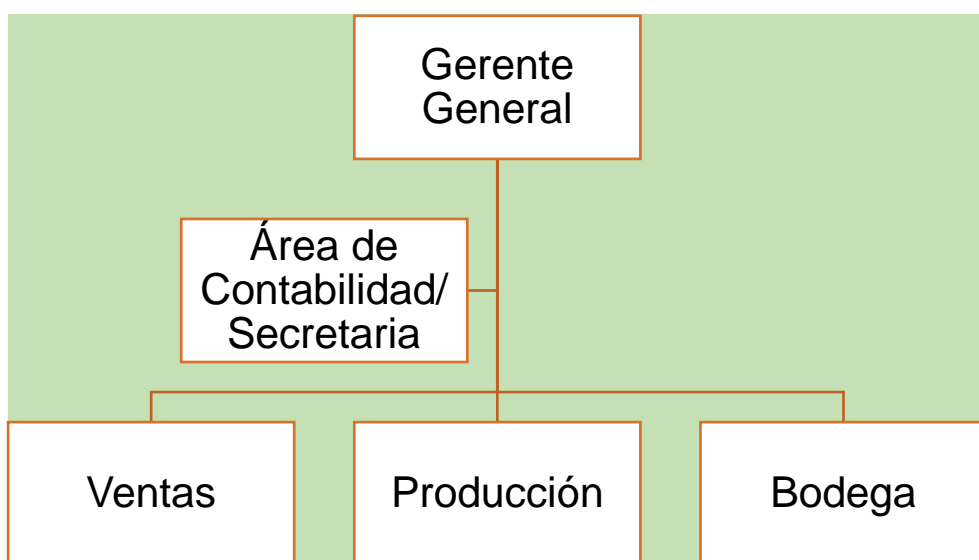 Gerente
General
Área de
Contabilidad/
Secretaria
Ventas
Producción
Bodega